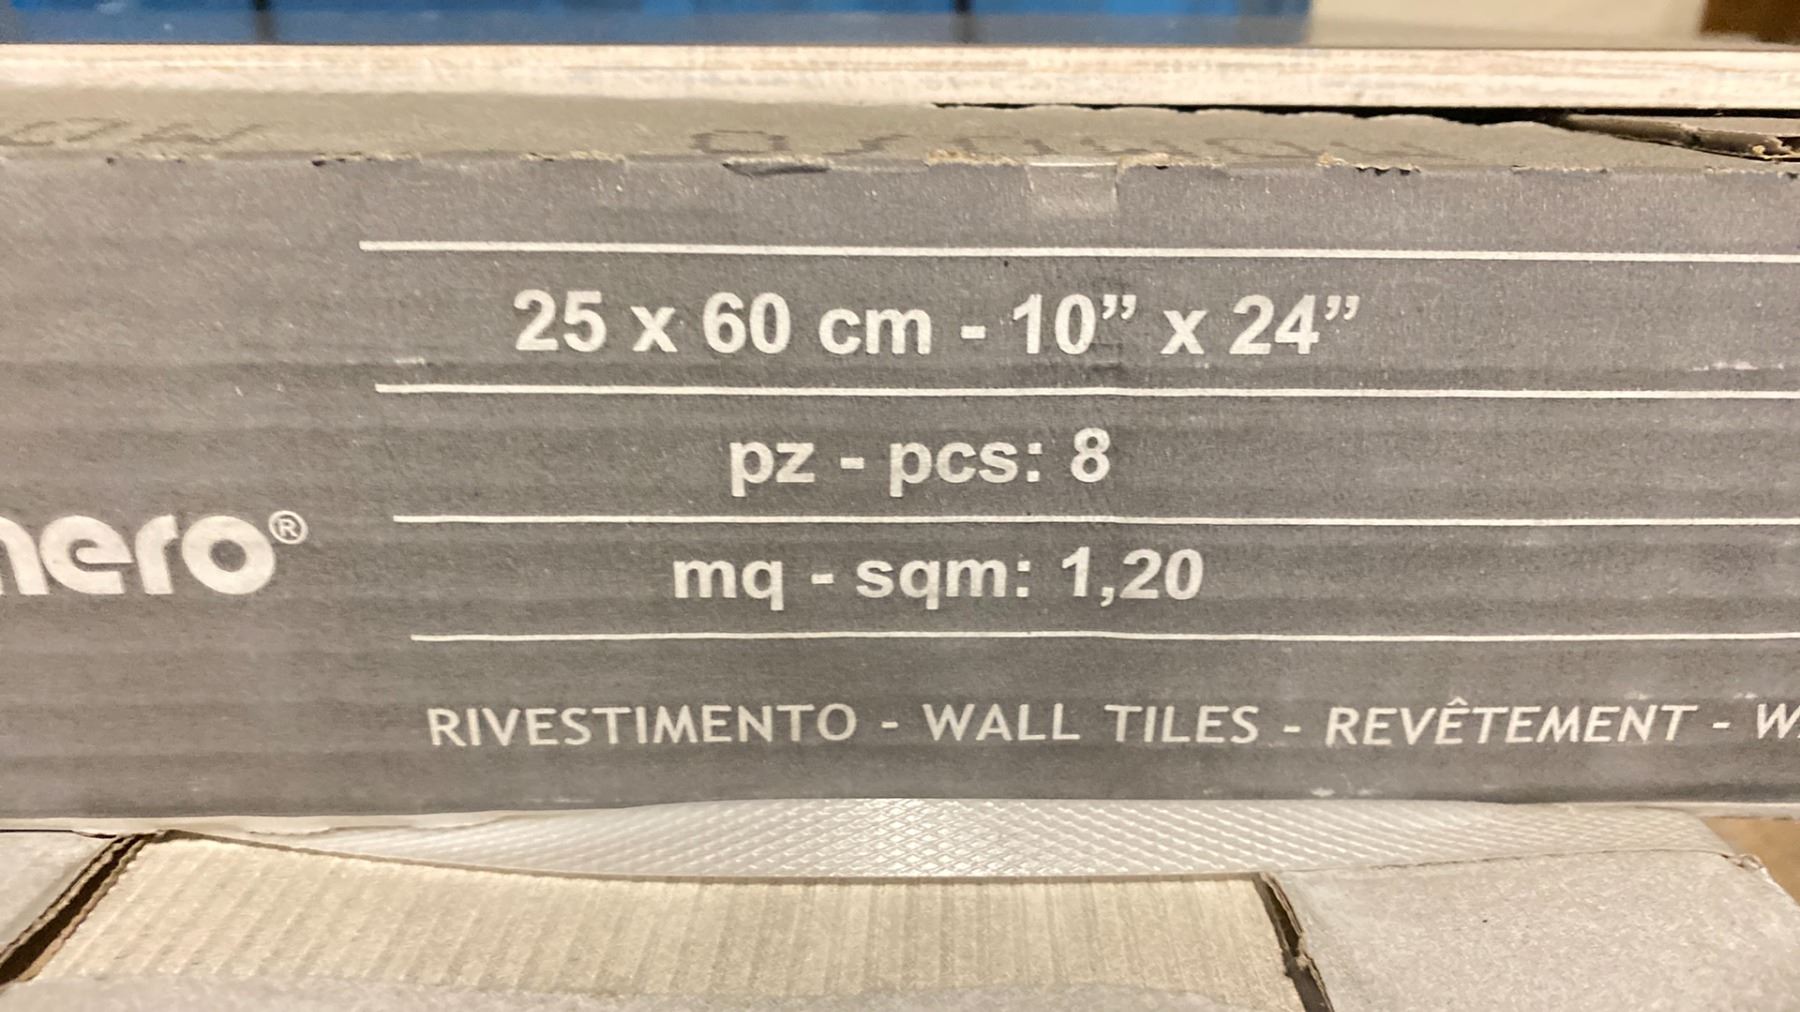 25 x 60 cm - 10” x 24”
pz - pcs: 8
nero®
mq - sqm: 1,20
RIVESTIMENTO - WALL TILES - REVÊTEMENT -